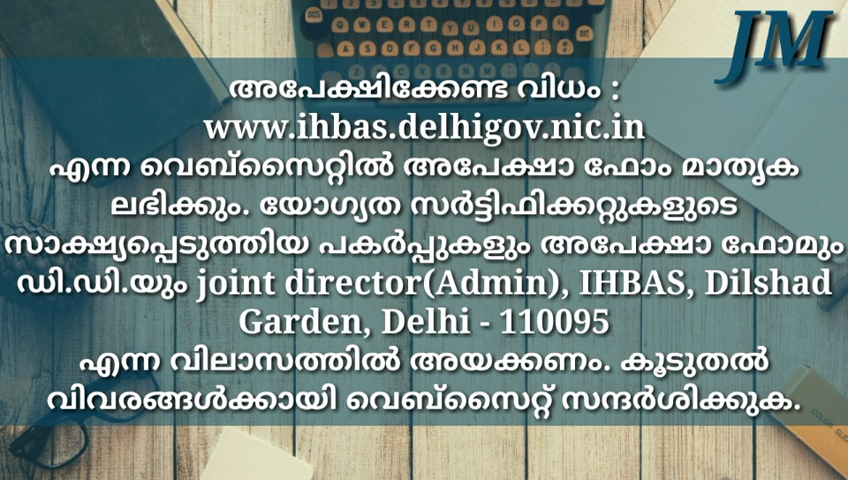 JM
അപേക്ഷിക്കേണ്ട വിധം :
www.ihbas.delhigov.nic.in
എന്ന വെബ്സൈറ്റിൽ അപേക്ഷാ ഫോം മാതൃക
ലഭിക്കും. യോഗ്യത സർട്ടിഫിക്കറ്റുകളുടെ
സാക്ഷ്യപ്പെടുത്തിയ പകർപ്പുകളും അപേക്ഷാ ഫോമും
ഡി.ഡി.യും joint director(Admin), IHBAS, Dilshad
Garden, Delhi - 110095
എന്ന വിലാസത്തിൽ അയക്കണം. കൂടുതൽ
വിവരങ്ങൾക്കായി വെബ്സൈറ്റ് സന്ദർശിക്കുക.